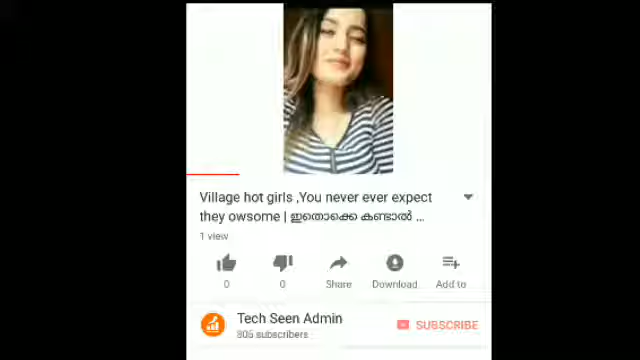 Village hot girls ,You never ever expect
they owsome | ഇതൊക്കെ കണ്ടാൽ ...
1 view
0
0
Share
Download
Add to
Tech Seen Admin
SUBSCRIBE
805 subscribers